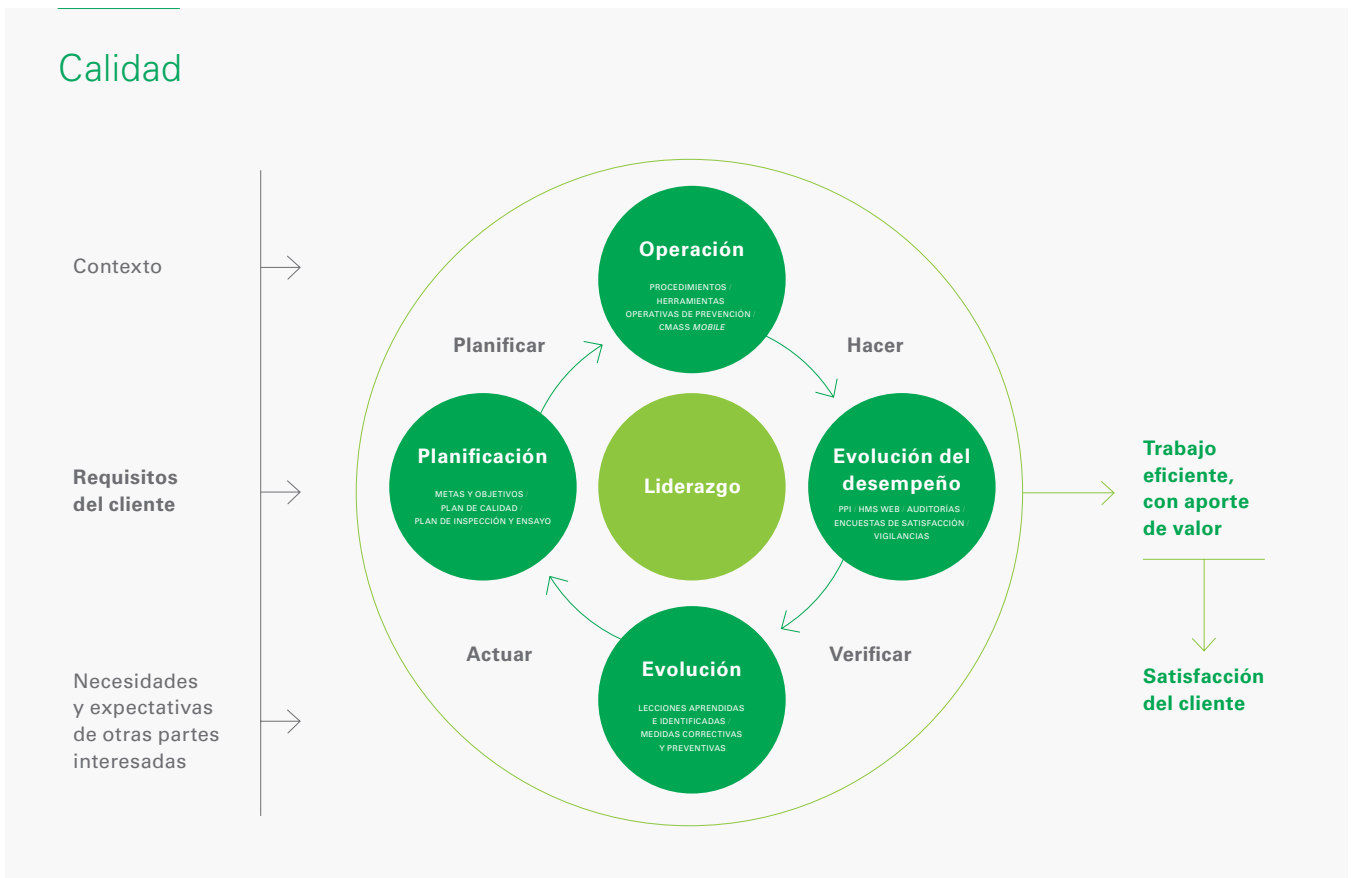 Calidad
Contexto
Requisitos
del cliente
Necesidades
y expectativas
de otras partes
interesadas
Operación
PROCEDIMIENTOS /
HERRAMIENTAS
OPERATIVAS DE PREVENCIÓN /
CMASS MOBILE
Planificar
Hacer
Planificación
METAS Y OBJETIVOS /
PLAN DE CALIDAD /
PLAN DE INSPECCIÓN Y ENSAYO
Liderazgo
Evolución del
desempeño
PPI / HMS WEB / AUDITORÍAS /
ENCUESTAS DE SATISFACCIÓN /
VIGILANCIAS
Actuar
Verificar
Evolución
LECCIONES APRENDIDAS
E IDENTIFICADAS /
MEDIDAS CORRECTIVAS
Y PREVENTIVAS
Trabajo
eficiente,
con aporte
de valor
Satisfacción
del cliente